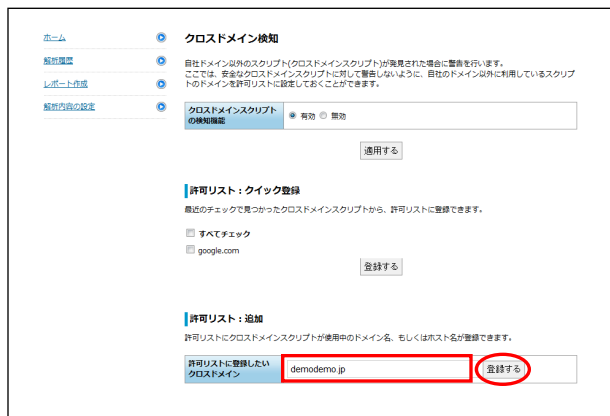 ホーム
解析履歴
レポート作成
解析内容の設定
クロスドメイン検知
自社ドメイン以外のスクリプト(クロスドメインスクリプト)が発見された場合に警告を行います。
ここでは、安全なクロスドメインスクリプトに対して警告しないように、自社のドメイン以外に利用しているスクリプ
トのドメインを許可リストに設定しておくことができます。
クロスドメインスクリプト
の検知機能
有効 無効
適用する
許可リスト：クイック登録
最近のチェックで見つかったクロスドメインスクリプトから、許可リストに登録できます。
すべてチェック
google.com
登録する
許可リスト：追加
許可リストにクロスドメインスクリプトが使用中のドメイン名、もしくはホスト名が登録できます。
許可リストに登録したい
クロスドメイン
demodemo.jp
登録する